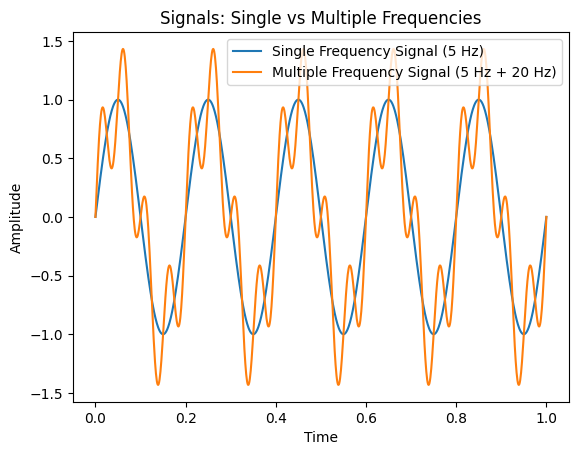 Signals: Single vs Multiple Frequencies
Single Frequency Signal (5 Hz)
Multiple Frequency Signal (5 Hz + 20 Hz)
1.5
1.0
0.5
0.0
−0.5
−1.0
−1.5
Amplitude
0.0 0.2 0.4 0.6 0.8 1.0
Time